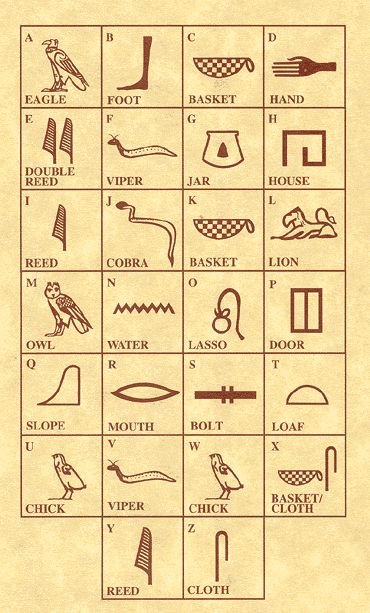 A B C D
EAGLE FOOT BASKET HAND
E F G H
DOUBLE
REED VIPER JAR HOUSE
I J K L
REED COBRA BASKET LION
M N O P
OWL WATER LASSO DOOR
Q R S T
SLOPE MOUTH BOLT LOAF
U V W X
CHICK VIPER CHICK BASKET/
CLOTH
Y Z
REED CLOTH